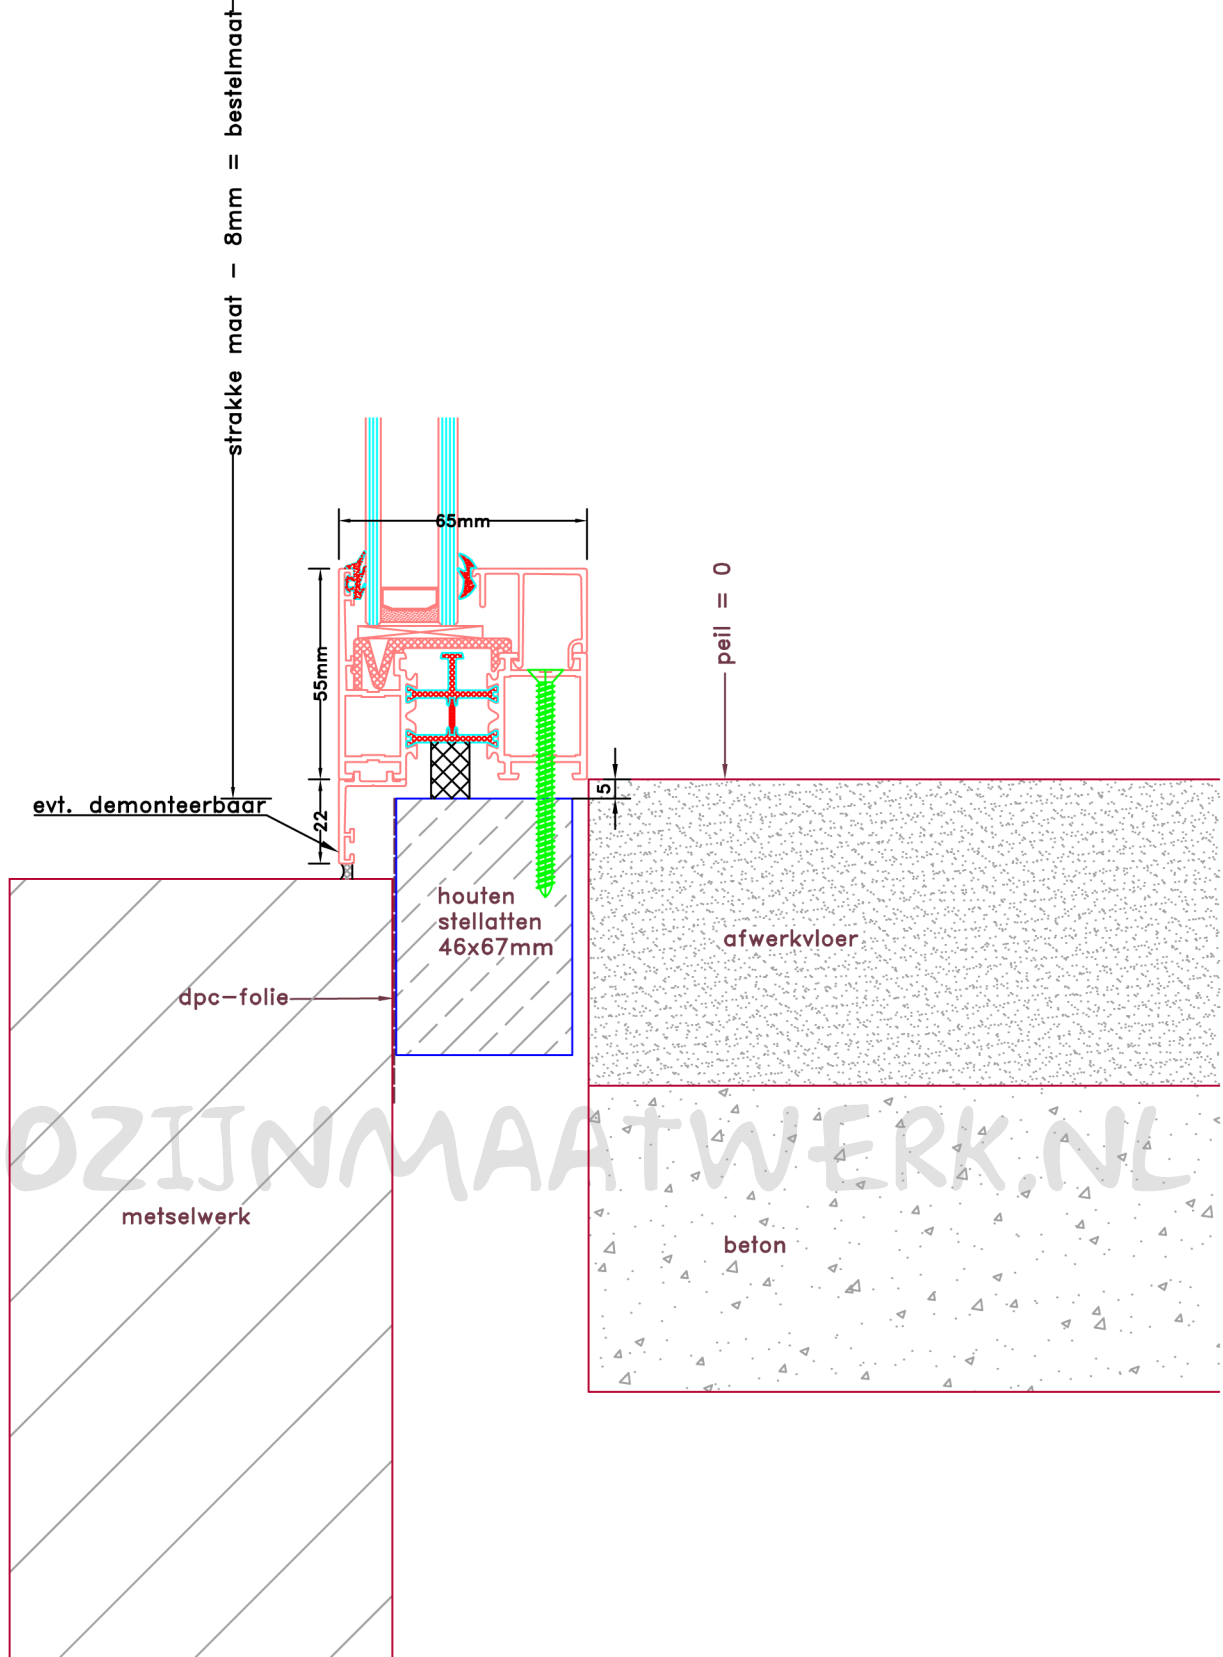 strakke maat - 8mm = bestelmaat
65mm
55mm
peil = 0
5
evt. demonteerbaar
22
houten
stellatten
46x67mm
afwerkvloer
dpc-folie
OZIJNMAATWERK.NL
metselwerk
beton